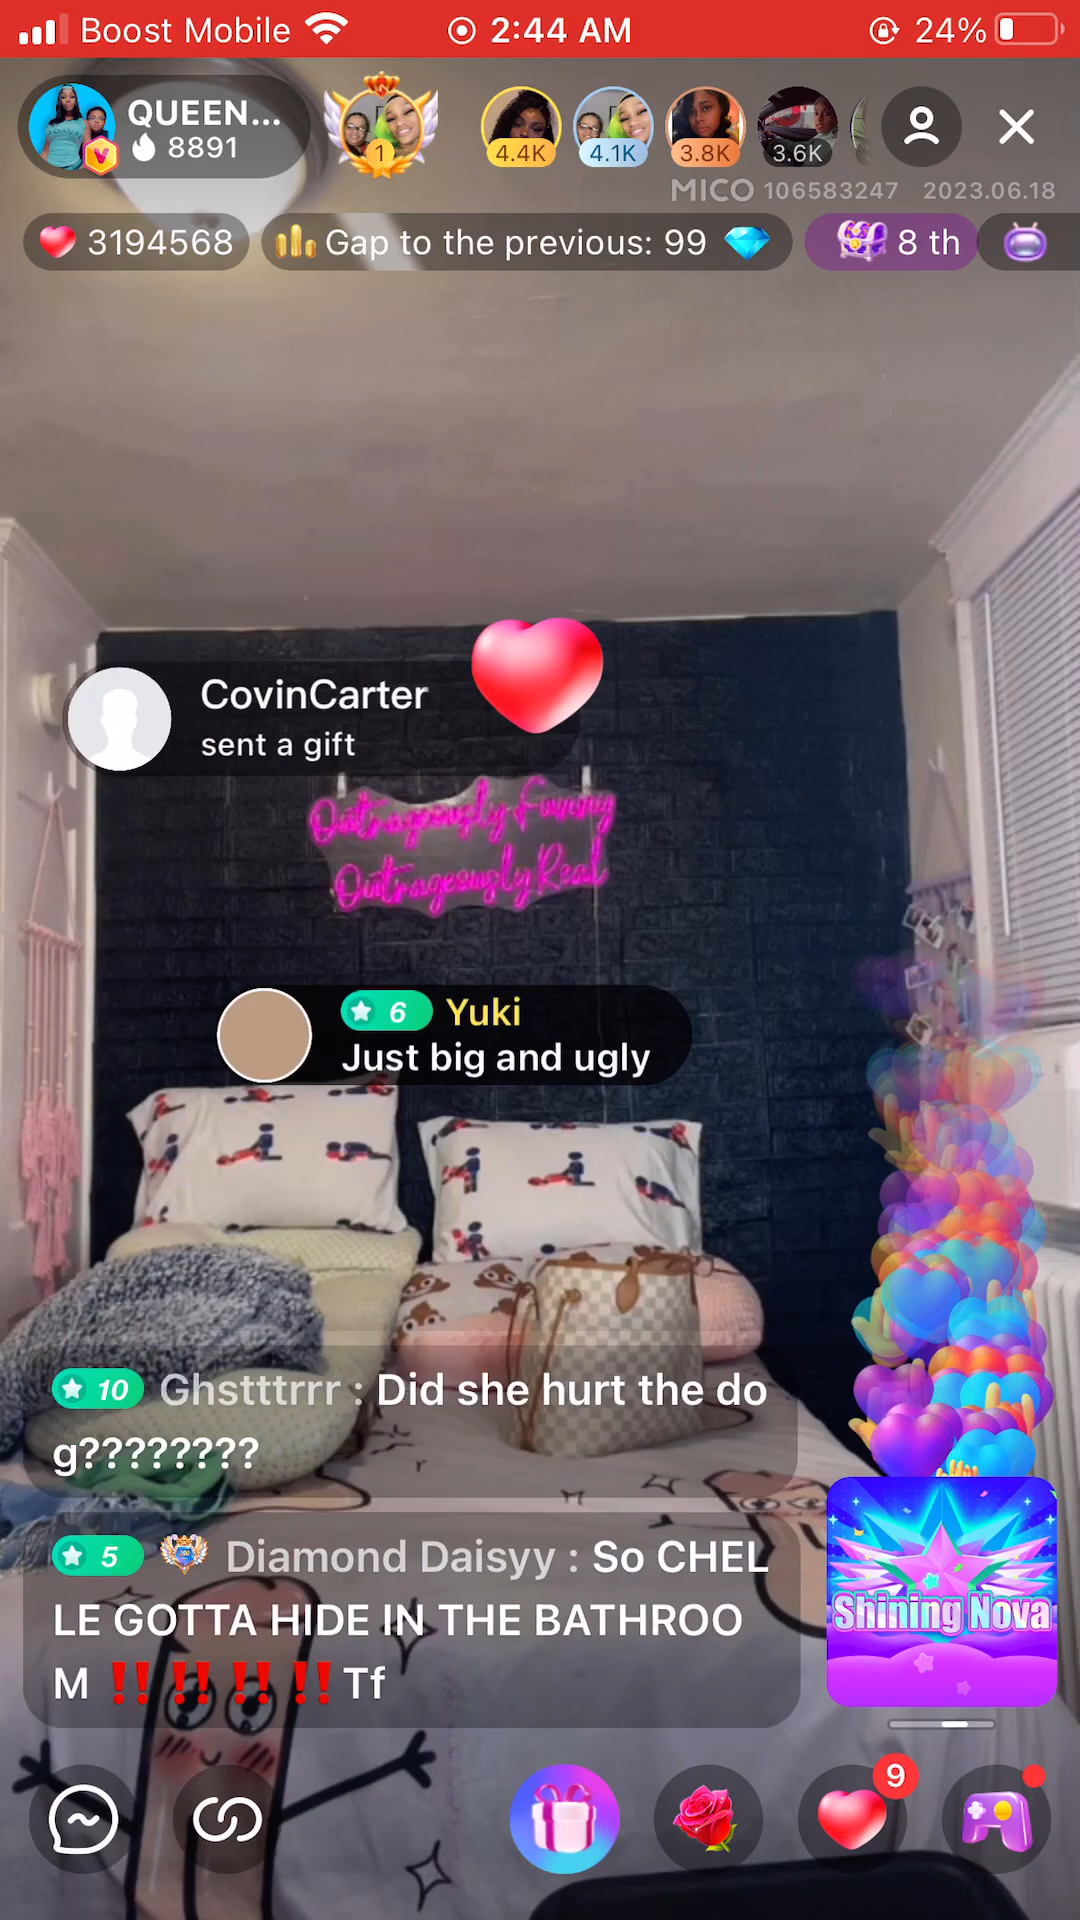 Boost Mobile 2:44 AM 24%
QUEEN...
8891
1
4.4K
4.1K
3.8K
3.6K
MICO 106583247 2023.06.18
3194568
Gap to the previous: 99
8 th
CovinCarter
sent a gift
Outrageously Funny
Outrageously Real
6 Yuki
Just big and ugly
10 Ghstttrrr : Did she hurt the do
g????????
5 Diamond Daisyy : So CHEL
LE GOTTA HIDE IN THE BATHROO
M ‼️‼️‼️‼️Tf
Shining Nova
9